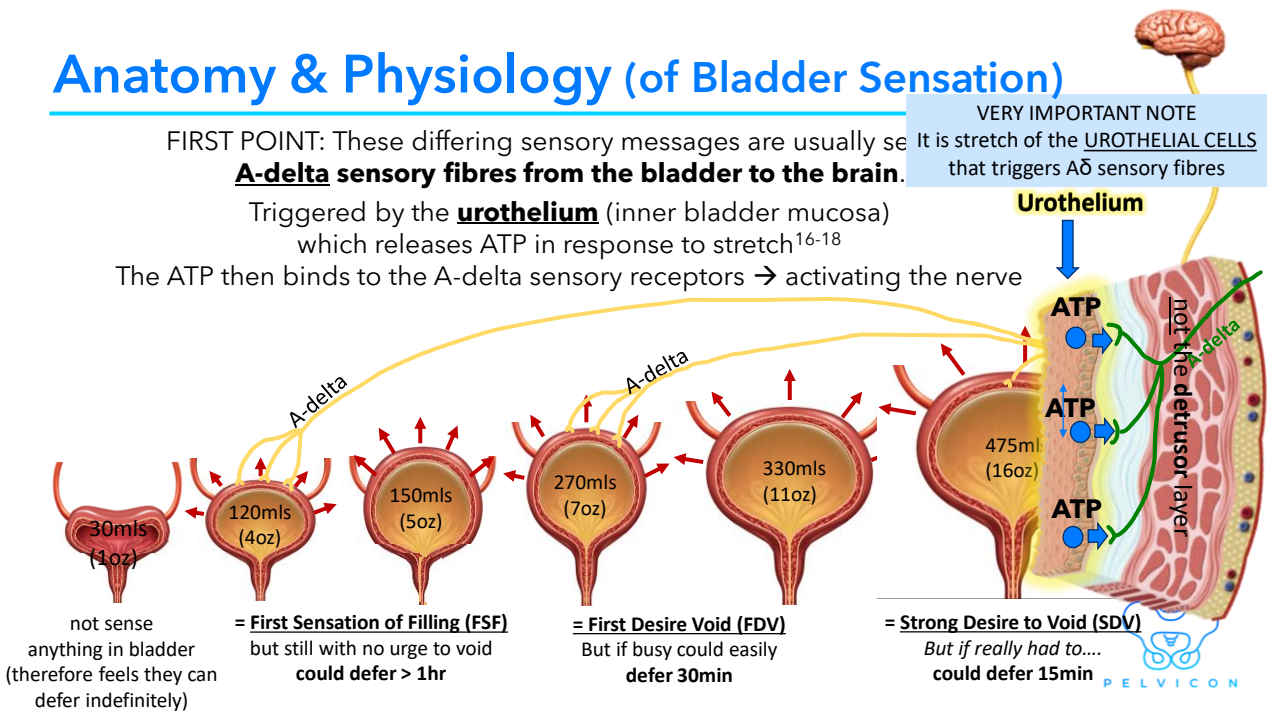 Anatomy & Physiology (of Bladder Sensation)
VERY IMPORTANT NOTE
It is stretch of the UROTHELIAL CELLS
that triggers Aδ sensory fibres
FIRST POINT: These differing sensory messages are usually se
A-delta sensory fibres from the bladder to the brain.
Triggered by the urothelium (inner bladder mucosa)
which releases ATP in response to stretch16-18
The ATP then binds to the A-delta sensory receptors → activating the nerve
Urothelium
ATP
ATP
ATP
not the detrusor layer
A-delta
A-delta
A-delta
30mls
(1oz)
120mls
(4oz)
150mls
(5oz)
270mls
(7oz)
330mls
(11oz)
475ml
(16oz)
not sense
anything in bladder
(therefore feels they can
defer indefinitely)
= First Sensation of Filling (FSF)
but still with no urge to void
could defer > 1hr
= First Desire Void (FDV)
But if busy could easily
defer 30min
= Strong Desire to Void (SDV)
But if really had to....
could defer 15min
PELVICON